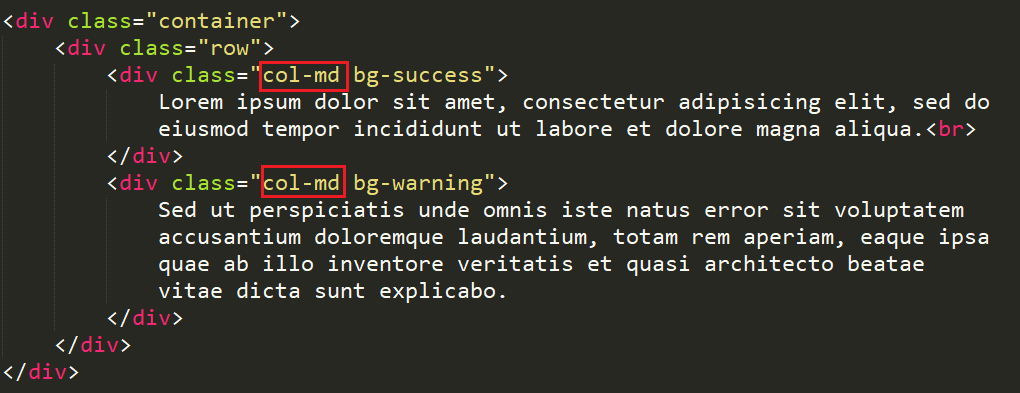 <div class="container">
<div class="row">
<div class="col-md bg-success">
Lorem ipsum dolor sit amet, consectetur adipisicing elit, sed do
eiusmod tempor incididunt ut labore et dolore magna aliqua.<br>
</div>
<div class="col-md bg-warning">
Sed ut perspiciatis unde omnis iste natus error sit voluptatem
accusantium doloremque laudantium, totam rem aperiam, eaque ipsa
quae ab illo inventore veritatis et quasi architecto beatae
vitae dicta sunt explicabo.
</div>
</div>
</div>